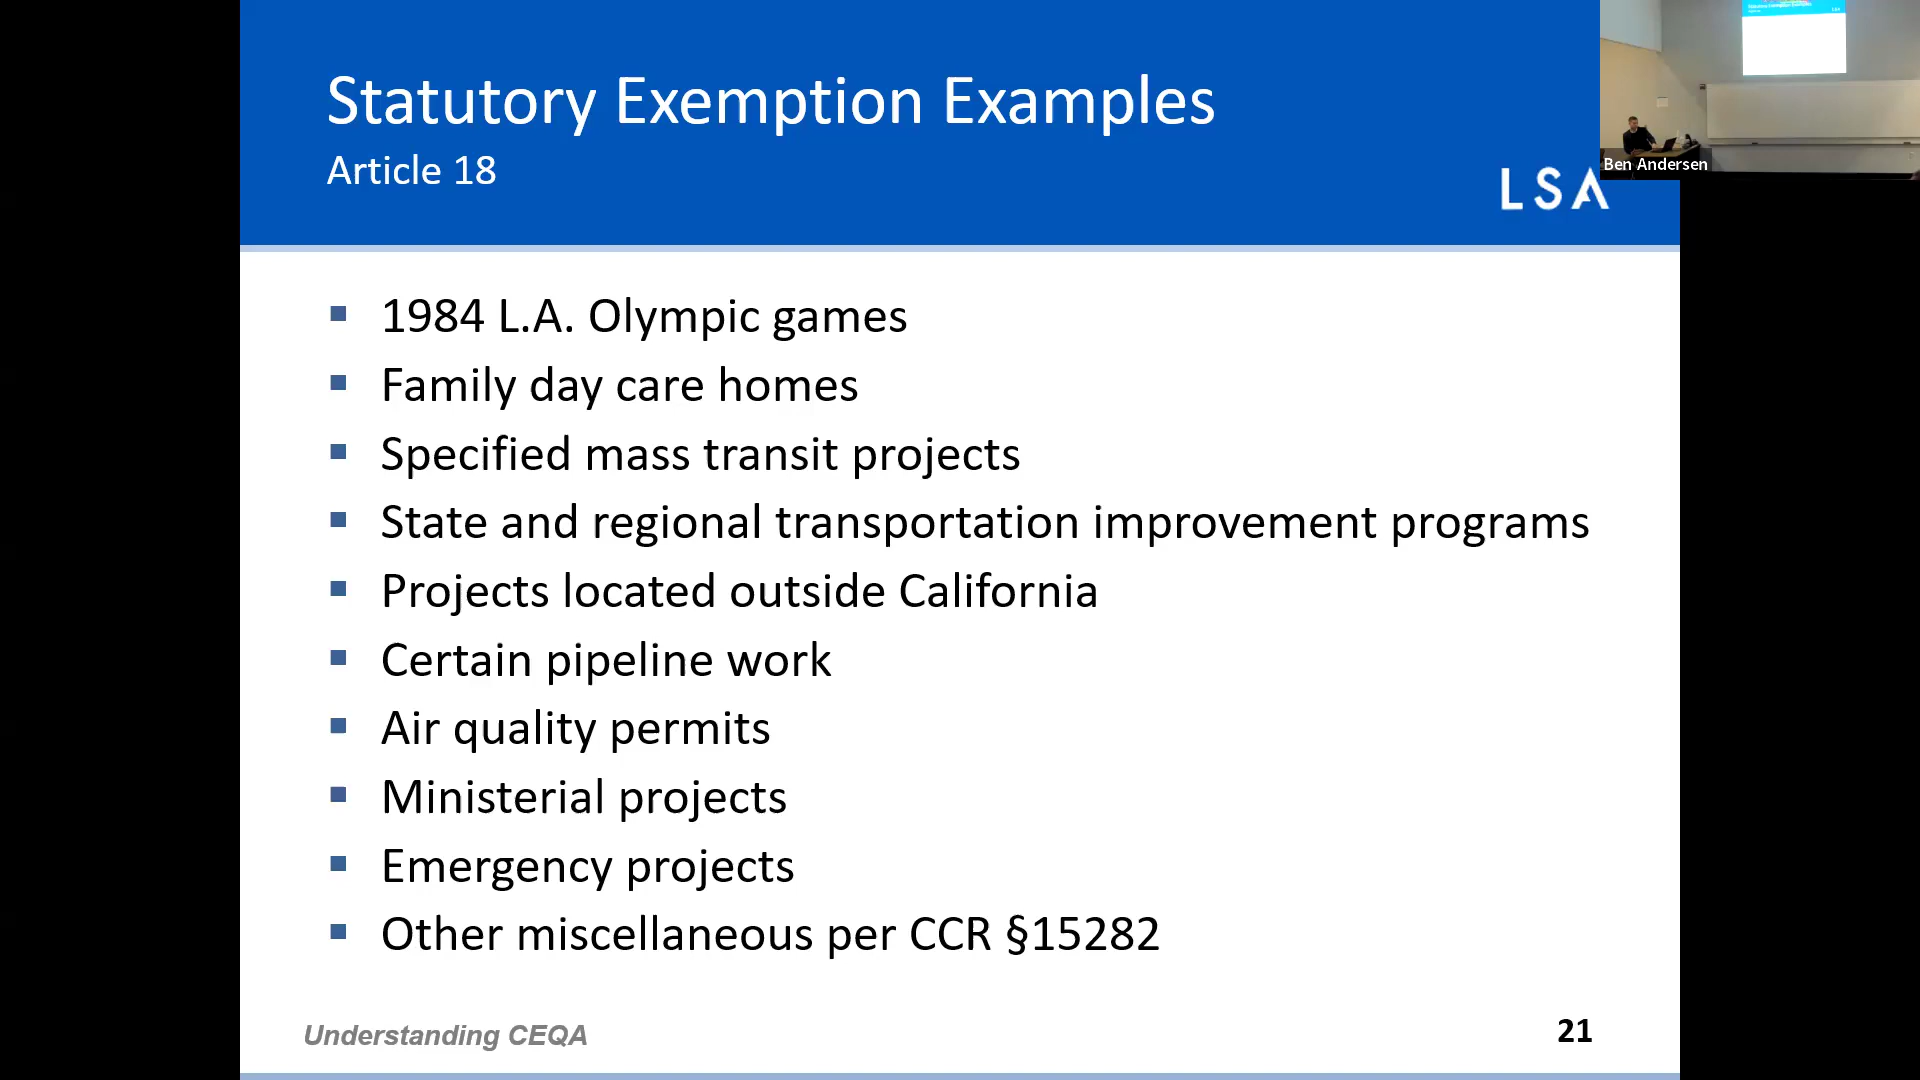 Statutory Exemption Examples
Article 18
LSA
Ben Andersen
1984 L.A. Olympic games
Family day care homes
Specified mass transit projects
State and regional transportation improvement programs
Projects located outside California
Certain pipeline work
Air quality permits
Ministerial projects
Emergency projects
Other miscellaneous per CCR §15282
Understanding CEQA
21